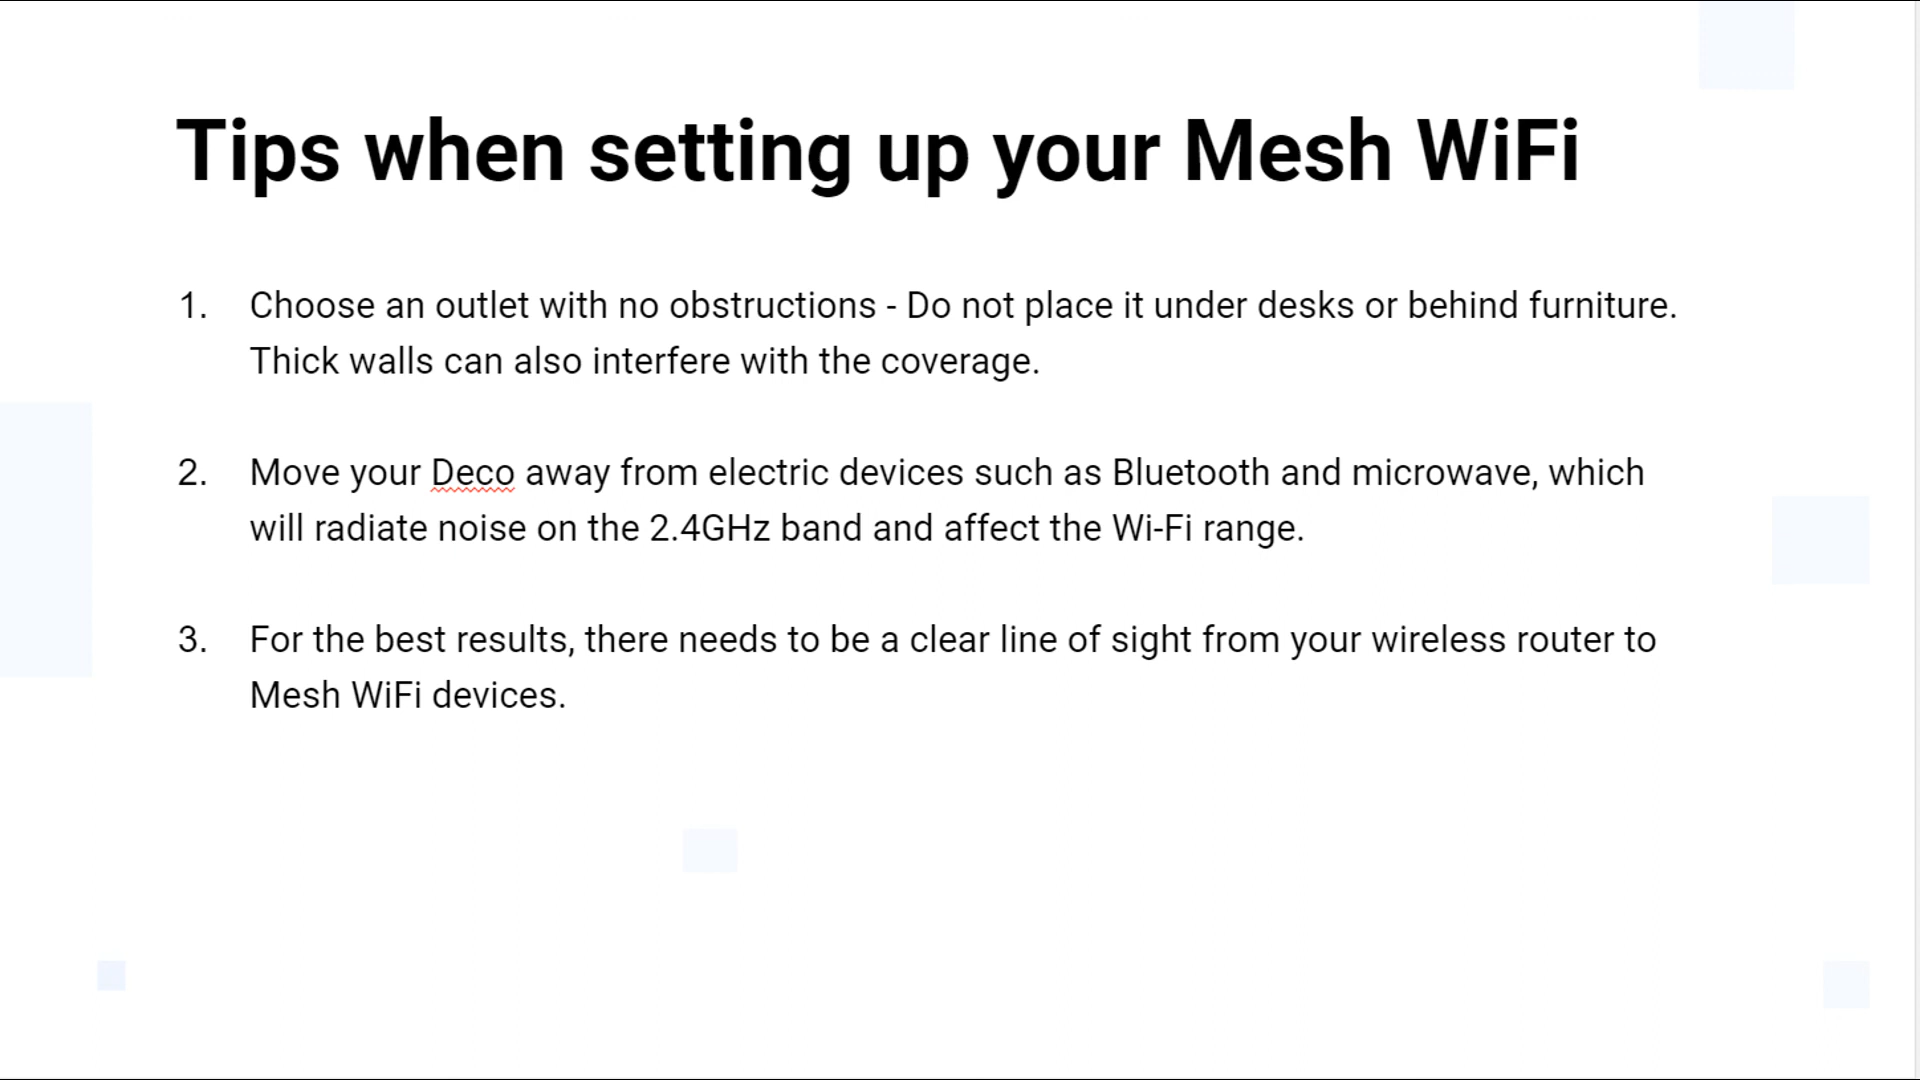 Tips when setting up your Mesh WiFi
1. Choose an outlet with no obstructions - Do not place it under desks or behind furniture.
Thick walls can also interfere with the coverage.
2. Move your Deco away from electric devices such as Bluetooth and microwave, which
will radiate noise on the 2.4GHz band and affect the Wi-Fi range.
3. For the best results, there needs to be a clear line of sight from your wireless router to
Mesh WiFi devices.